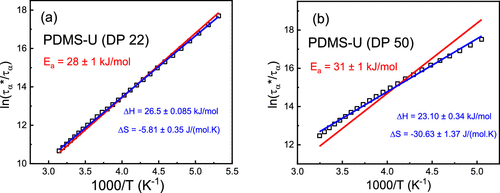 (a)
PDMS-U (DP 22)
Eₐ = 28 ± 1 kJ/mol
ΔH = 26.5 ± 0.085 kJ/mol
ΔS = -5.81 ± 0.35 J/(mol.K)
ln(τα*/τα)
18
16
14
12
10
3.0 3.5 4.0 4.5 5.0 5.5
1000/T (K⁻¹)
(b)
PDMS-U (DP 50)
Eₐ = 31 ± 1 kJ/mol
ΔH = 23.10 ± 0.34 kJ/mol
ΔS = -30.63 ± 1.37 J/(mol.K)
ln(τα*/τα)
18
16
14
12
3.0 3.5 4.0 4.5 5.0
1000/T (K⁻¹)